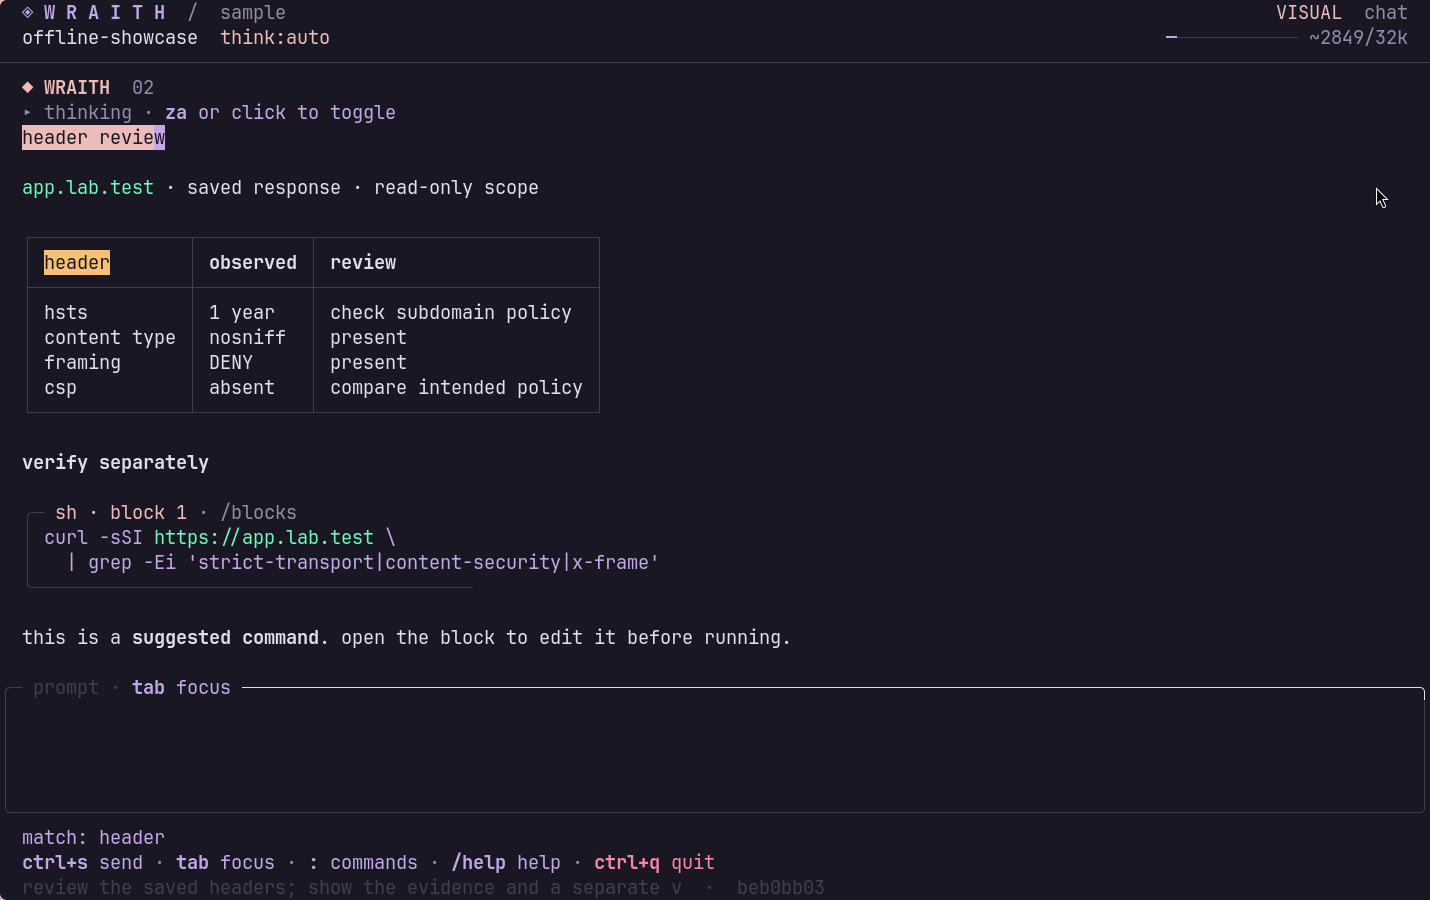 ◈ W R A I T H / sample VISUAL chat
offline-showcase think:auto ~2849/32k
◆ WRAITH 02
▸ thinking · za or click to toggle
header review
app.lab.test · saved response · read-only scope
header observed review
hsts 1 year check subdomain policy
content type nosniff present
framing DENY present
csp absent compare intended policy
verify separately
sh · block 1 · /blocks
curl -sSI https://app.lab.test \
| grep -Ei 'strict-transport|content-security|x-frame'
this is a suggested command. open the block to edit it before running.
prompt · tab focus
match: header
ctrl+s send · tab focus · : commands · /help help · ctrl+q quit
review the saved headers; show the evidence and a separate v · beb0bb03